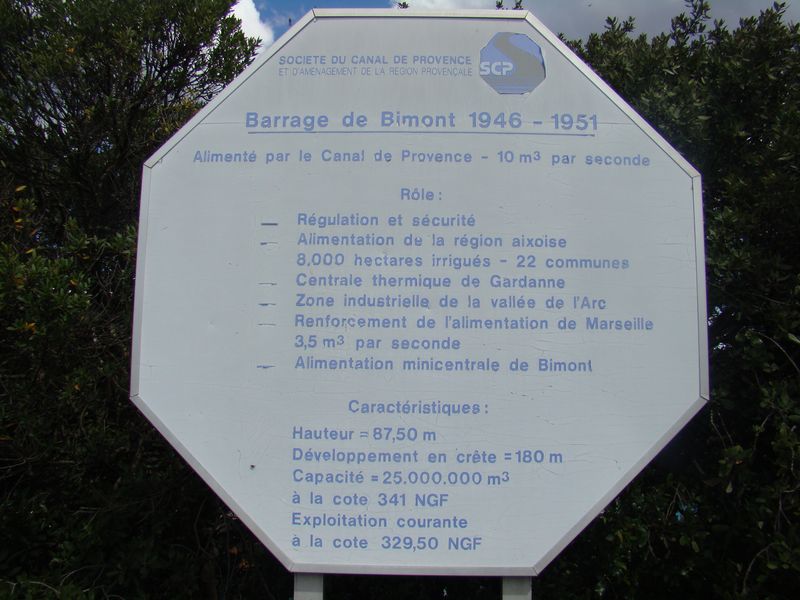 SOCIETE DU CANAL DE PROVENCE
ET D'AMENAGEMENT DE LA REGION PROVENÇALE
SCP
Barrage de Bimont 1946 - 1951
Alimenté par le Canal de Provence - 10 m³ par seconde
Rôle :
— Régulation et sécurité
— Alimentation de la région aixoise
8,000 hectares irrigués - 22 communes
— Centrale thermique de Gardanne
— Zone industrielle de la vallée de l'Arc
— Renforcement de l'alimentation de Marseille
3,5 m³ par seconde
— Alimentation minicentrale de Bimont
Caractéristiques :
Hauteur = 87,50 m
Développement en crête = 180 m
Capacité = 25.000.000 m³
à la cote 341 NGF
Exploitation courante
à la cote 329,50 NGF